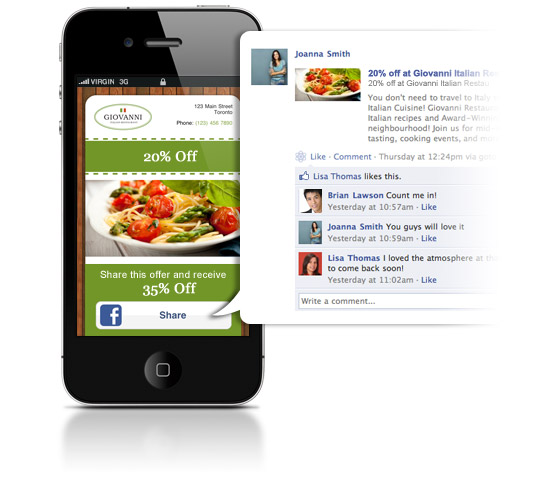 VIRGIN 3G
GIOVANNI
ITALIAN RESTAURANT
123 Main Street
Toronto
Phone: (123) 456 7890
20% Off
Share this offer and receive
35% Off
Share
Joanna Smith
20% off at Giovanni Italian
20% off at Giovanni Italian Restau
You don't need to travel to Italy
Italian Cuisine! Giovanni Restau
Italian recipes and Award-Winn
neighbourhood! Join us for mid
tasting, cooking events, and
Like · Comment · Thursday at 12:24pm via
Lisa Thomas likes this.
Brian Lawson Count me in!
Yesterday at 10:57am · Like
Joanna Smith You guys will love it
Yesterday at 10:59am · Like
Lisa Thomas I loved the atmosphere at
to come back soon!
Yesterday at 11:02am · Like
Write a comment...